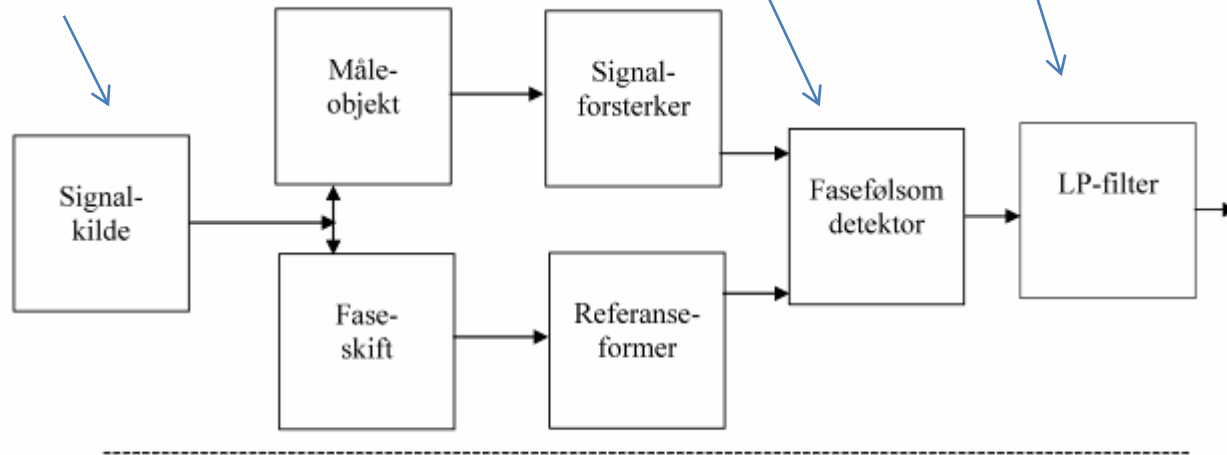 Signal-
kilde
Måle-
objekt
Signal-
forsterker
Fase-
skift
Referanse-
former
Fasefølsom
detektor
LP-filter